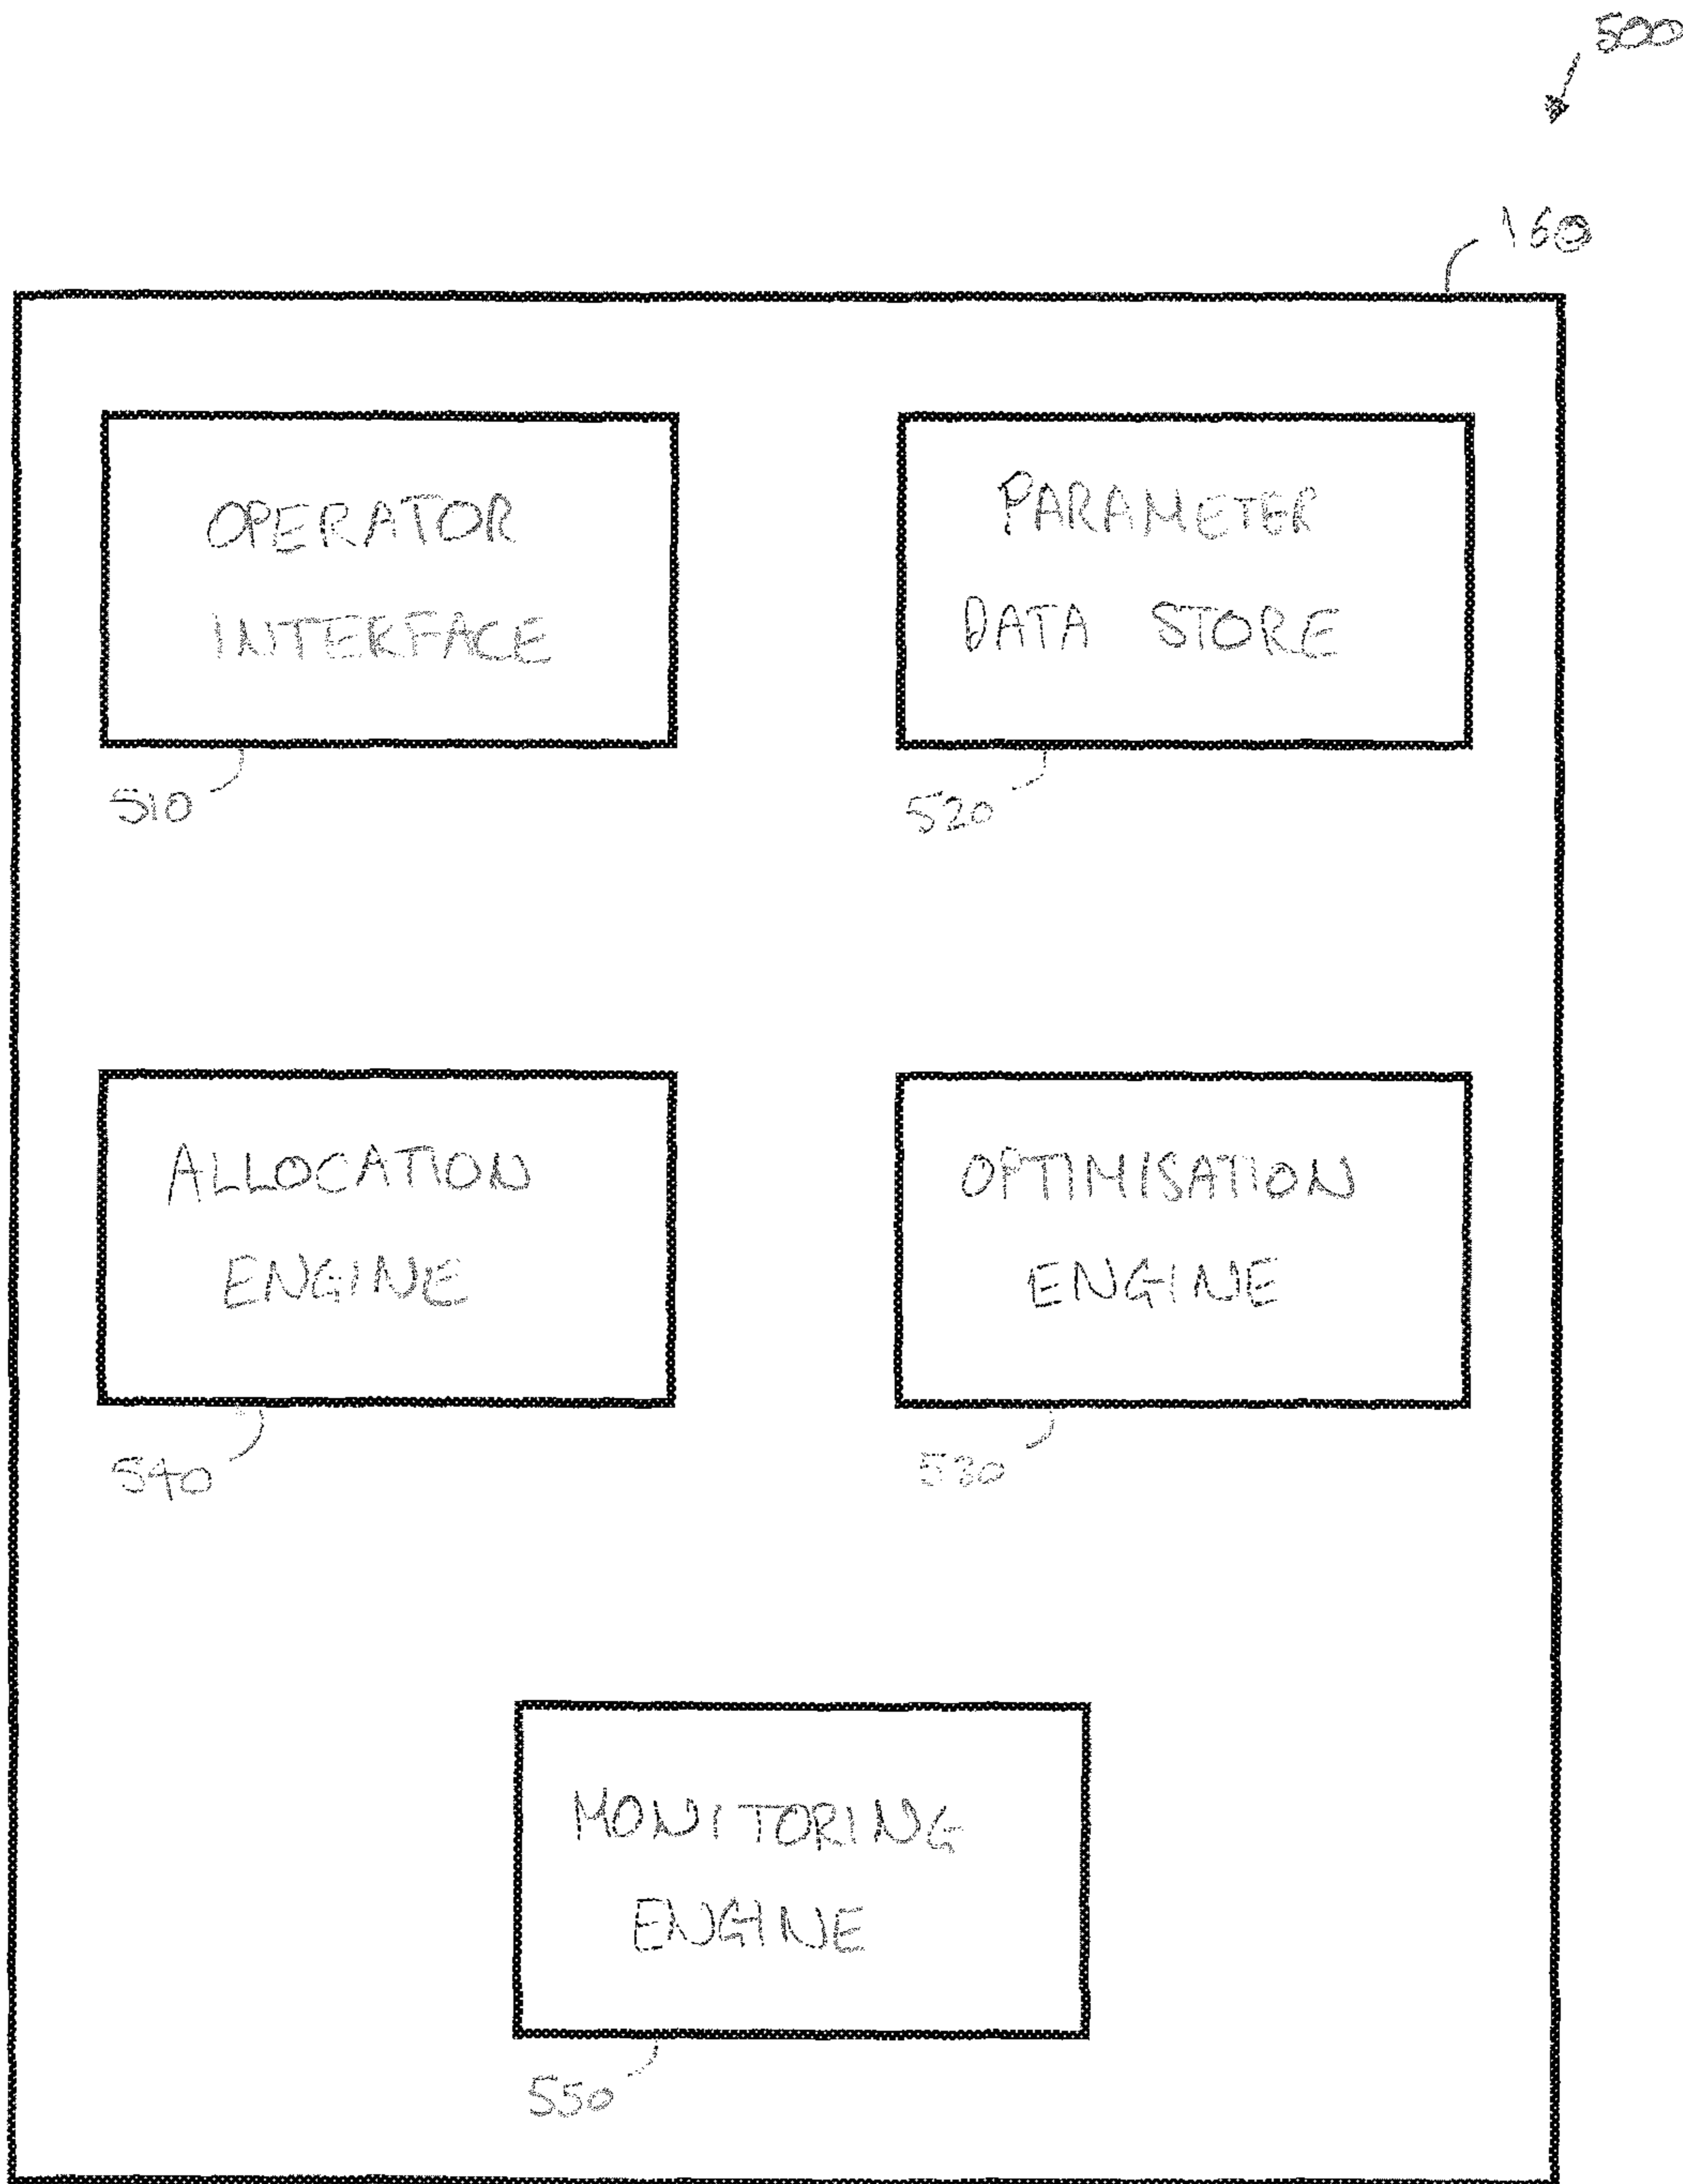 500
160
OPERATOR
INTERFACE
510
PARAMETER
DATA STORE
520
ALLOCATION
ENGINE
540
OPTIMISATION
ENGINE
530
MONITORING
ENGINE
550